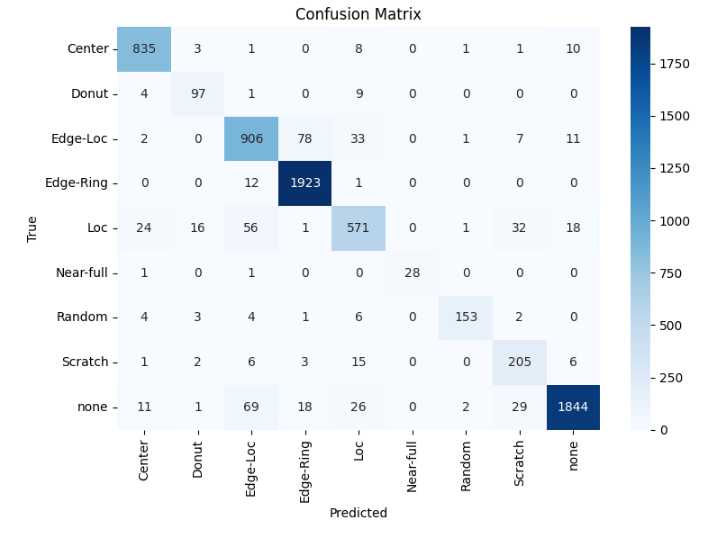 Confusion Matrix
Center 835 3 1 0 8 0 1 1 10
Donut 4 97 1 0 9 0 0 0 0
Edge-Loc 2 0 906 78 33 0 1 7 11
Edge-Ring 0 0 12 1923 1 0 0 0 0
Loc 24 16 56 1 571 0 1 32 18
Near-full 1 0 1 0 0 28 0 0 0
Random 4 3 4 1 6 0 153 2 0
Scratch 1 2 6 3 15 0 0 205 6
none 11 1 69 18 26 0 2 29 1844
True
Center Donut Edge-Loc Edge-Ring Loc Near-full Random Scratch none
Predicted
1750
1500
1250
1000
750
500
250
0